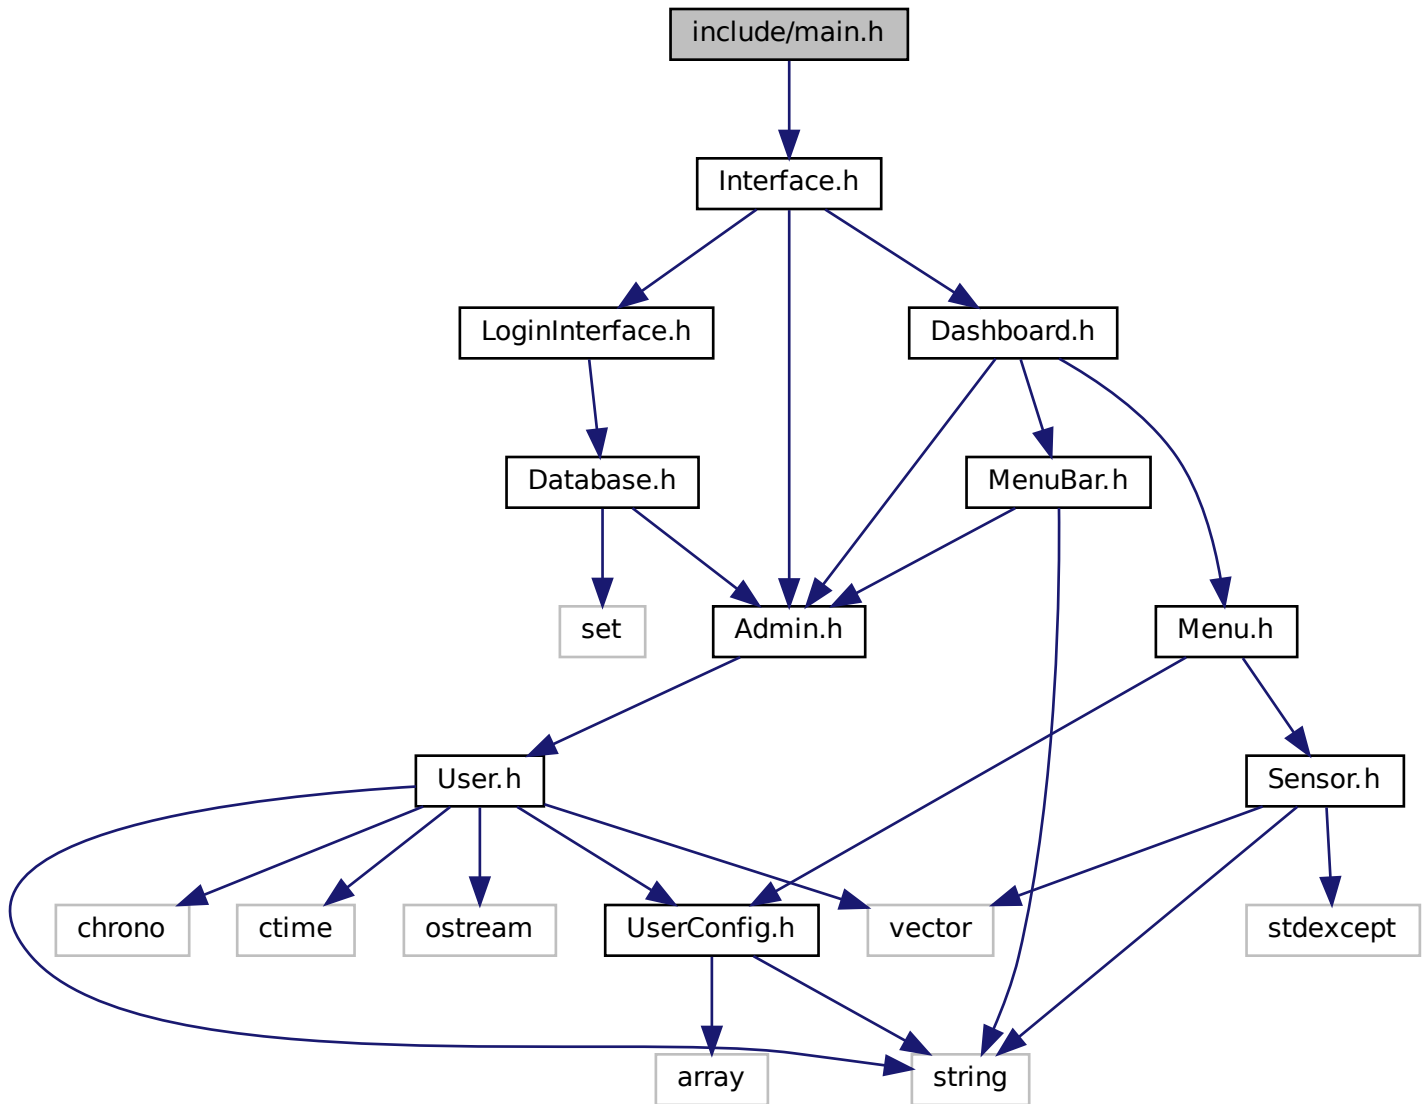 include/main.h
Interface.h
LoginInterface.h
Dashboard.h
Database.h
MenuBar.h
set
Admin.h
Menu.h
User.h
Sensor.h
chrono
ctime
ostream
UserConfig.h
vector
stdexcept
array
string